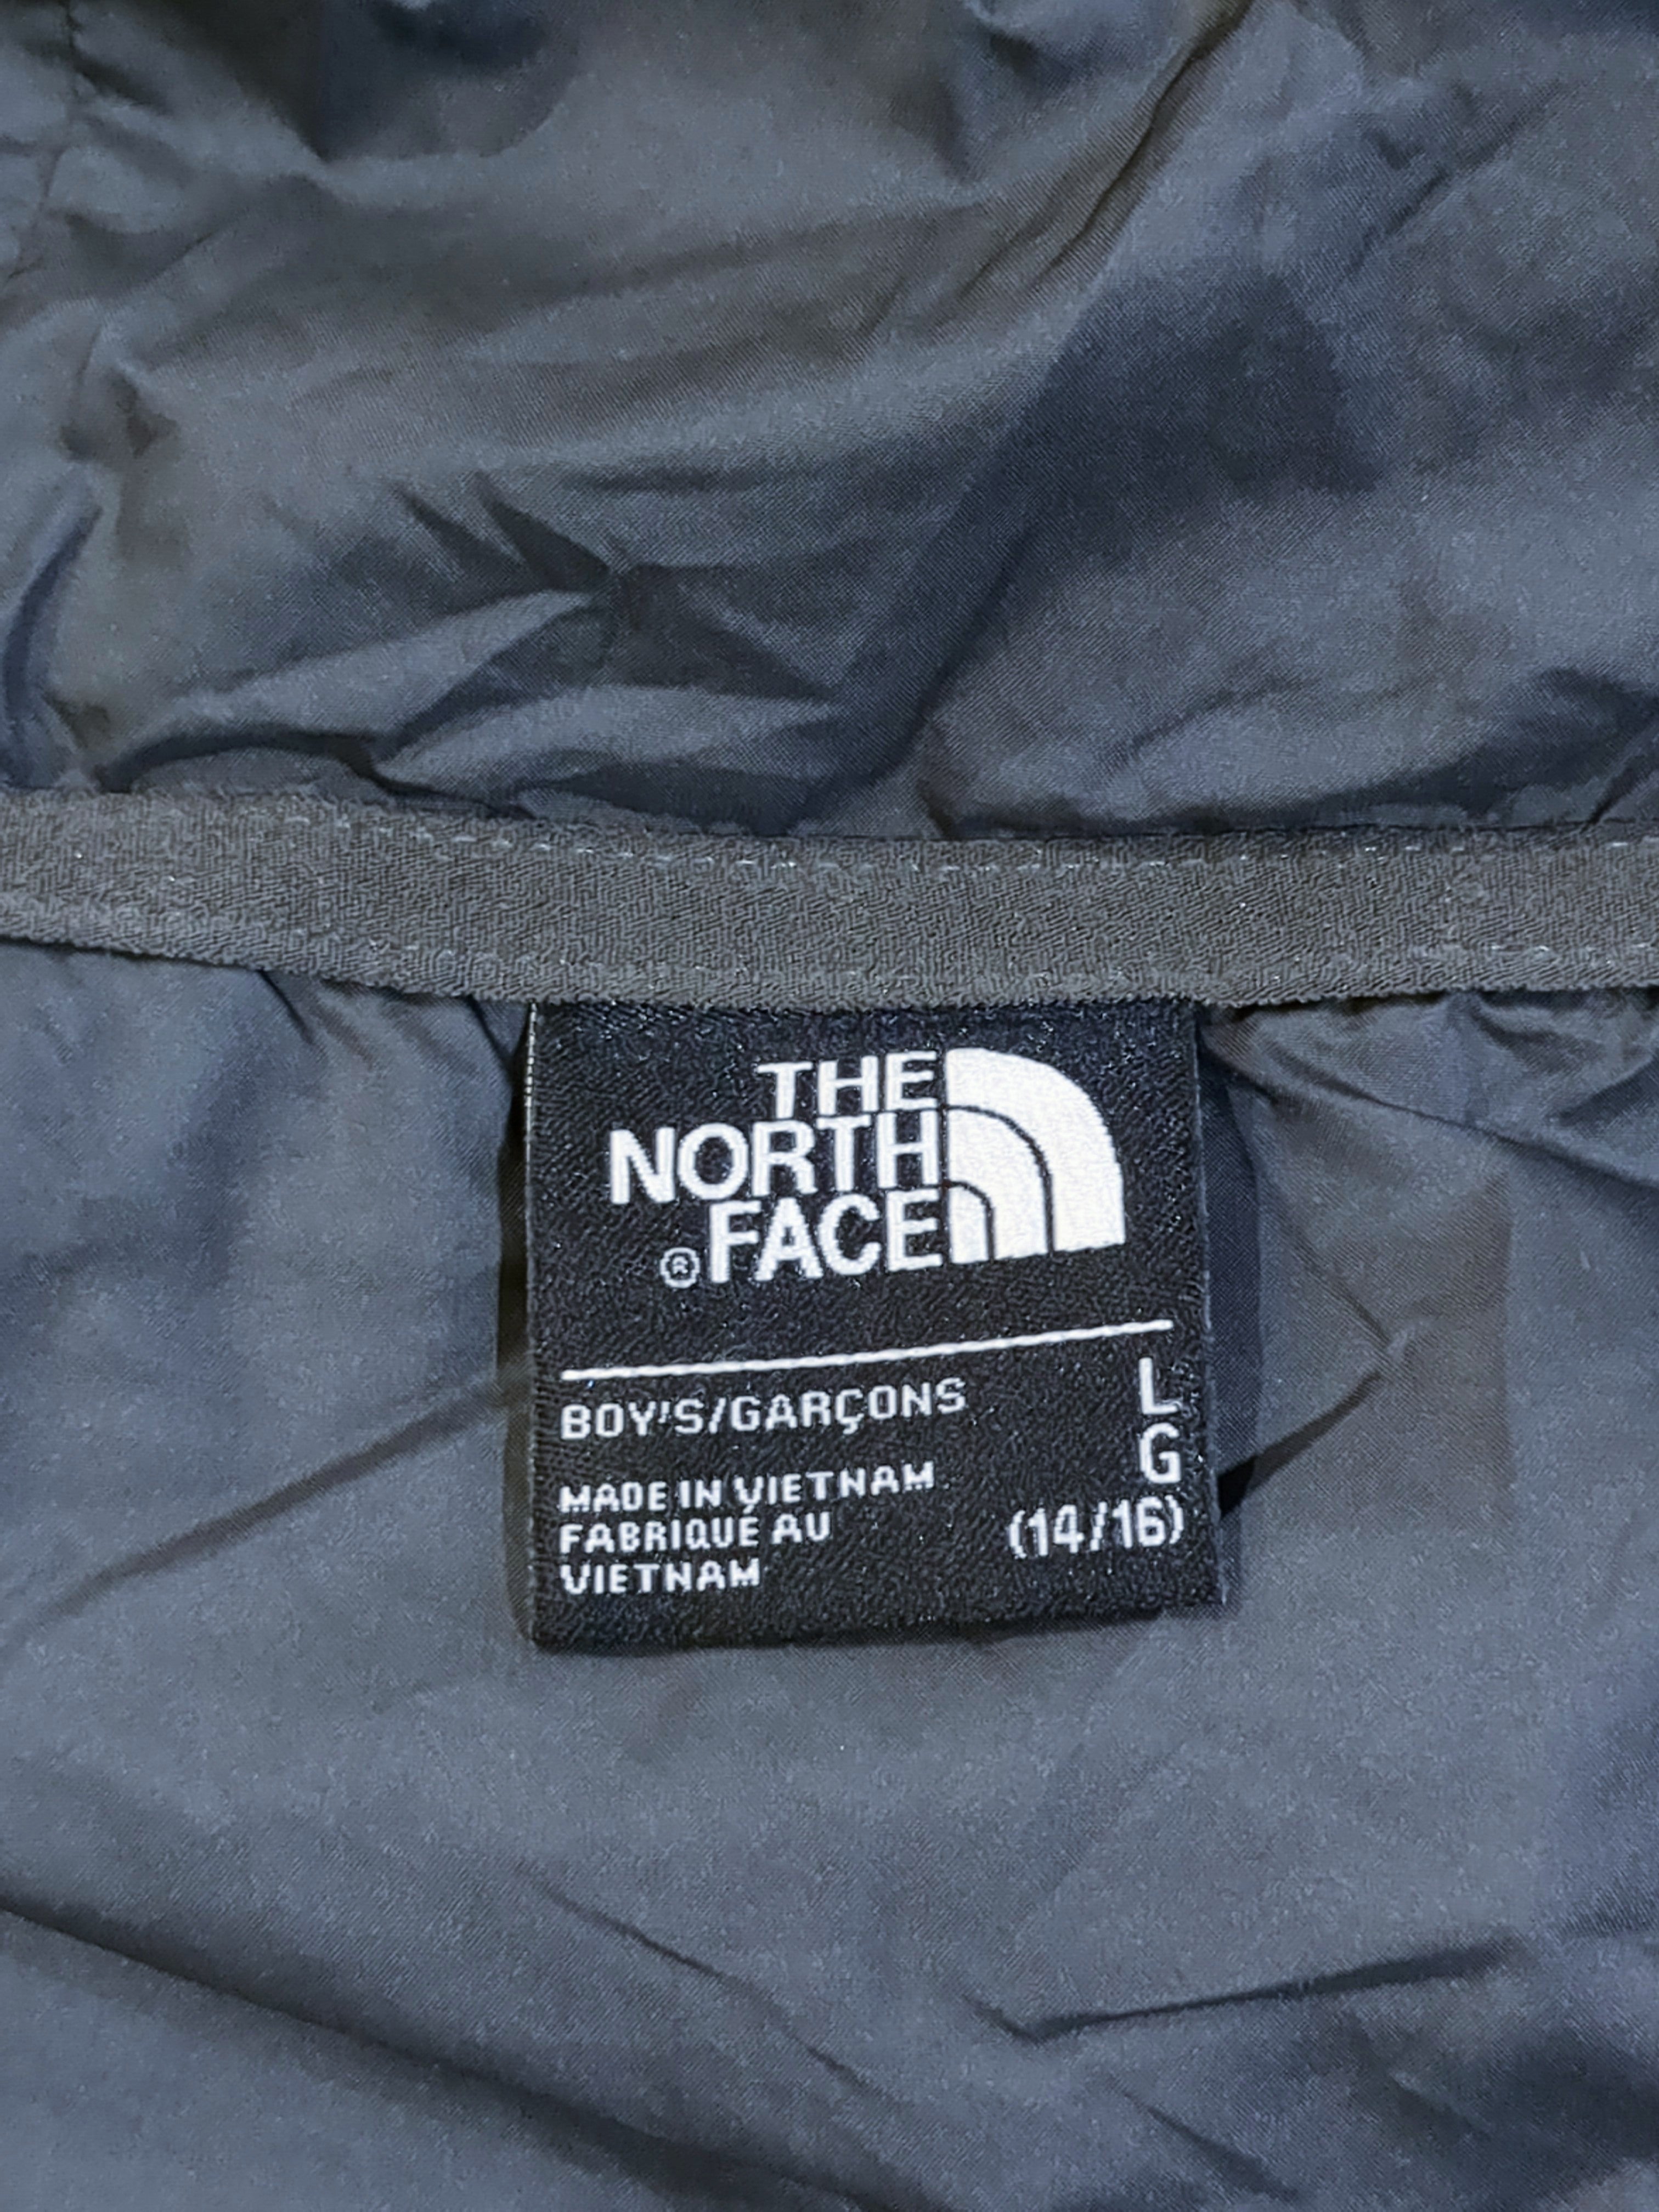 THE
NORTH
FACE
®
BOY'S/GARÇONS
L
G
(14/16)
MADE IN VIETNAM
FABRIQUÉ AU
VIETNAM